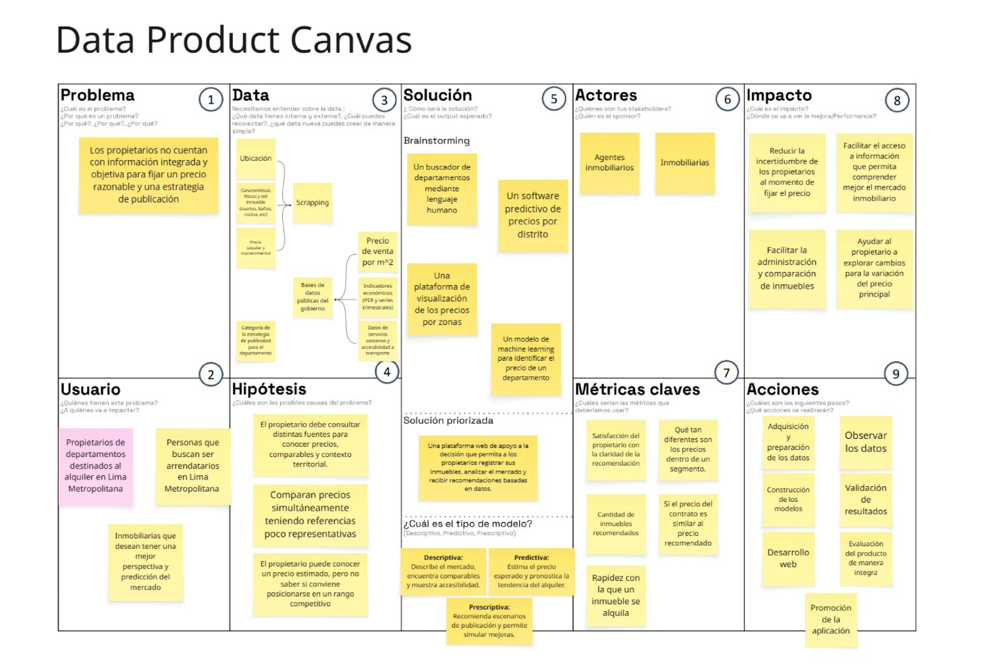 Data Product Canvas
Problema
1
¿Cuál es el problema?
¿Por qué es un problema?
¿Por qué?, ¿Por qué?, ¿Por qué?
Los propietarios no cuentan
con información integrada y
objetiva para fijar un precio
razonable y una estrategia
de publicación
2
Usuario
¿Quiénes tienen este problema?
¿A quiénes va a impactar?
Propietarios de
departamentos
destinados al
alquiler en Lima
Metropolitana
Personas que
buscan ser
arrendatarios
en Lima
Metropolitana
Inmobiliarias que
desean tener una
mejor
perspectiva y
predicción del
mercado
Data
3
Necesitamos entender sobre la data :
¿Qué data tienes interna y externa?, ¿Cuál puedes
recolectar?, ¿qué data nueva puedes crear de manera
simple?
Ubicación
Características
físicas y del
inmueble
(cuartos, baños,
cocina, etc)
Precio
(alquiler y
mantenimiento)
Scrapping
Precio
de venta
por m^2
Bases de
datos
públicas del
gobierno
Indicadores
económicos
(PER y series
trimestrales)
Categoría de
la estrategia
de publicidad
para el
departamento
Datos de
servicios
cercanos y
accesibilidad a
transporte
4
Hipótesis
¿Cuáles son las posibles causas del problema?
El propietario debe consultar
distintas fuentes para
conocer precios,
comparables y contexto
territorial.
Comparan precios
simultáneamente
teniendo referencias
poco representativas
El propietario puede conocer
un precio estimado, pero no
saber si conviene
posicionarse en un rango
competitivo
Solución
5
¿ Cómo será la solución?
¿Cuál es el output esperado?
Brainstorming
Un buscador de
departamentos
mediante
lenguaje
humano
Un software
predictivo de
precios por
distrito
Una
plataforma de
visualización
de los precios
por zonas
Un modelo de
machine learning
para identificar el
precio de un
departamento
Solución priorizada
Una plataforma web de apoyo a la
decisión que permita a los
propietarios registrar sus
inmuebles, analizar el mercado y
recibir recomendaciones basadas
en datos.
¿Cuál es el tipo de modelo?
(Descriptivo, Predictivo, Prescriptivo)
Descriptiva:
Describe el mercado,
encuentra comparables
y muestra accesibilidad.
Predictiva:
Estima el precio
esperado y pronostica la
tendencia del alquiler.
Prescriptiva:
Recomienda escenarios
de publicación y permite
simular mejoras.
Actores
6
¿Quiénes son tus stakeholders?
¿Quién es el sponsor?
Agentes
inmobiliarios
Inmobiliarias
7
Métricas claves
¿Cuáles serían las métricas que
deberíamos usar?
Satisfacción del
propietario con
la claridad de la
recomendación
Qué tan
diferentes son
los precios
dentro de un
segmento.
Cantidad de
inmuebles
recomendados
Si el precio del
contrato es
similar al
precio
recomendado
Rapidez con
la que un
inmueble se
alquila
Impacto
8
¿Cuál es el impacto?
¿Dónde se va a ver la mejora/Performance?
Reducir la
incertidumbre de
los propietarios
al momento de
fijar el precio
Facilitar el acceso
a información
que permita
comprender
mejor el mercado
inmobiliario
Facilitar la
administración
y comparación
de inmuebles
Ayudar al
propietario a
explorar cambios
para la variación
del precio
principal
9
Acciones
¿Cuáles son los siguientes pasos?
¿Qué acciones se realizarán?
Adquisición
y
preparación
de los datos
Observar
los datos
Construcción
de los
modelos
Validación
de
resultados
Desarrollo
web
Evaluación
del producto
de manera
integra
Promoción
de la
aplicación